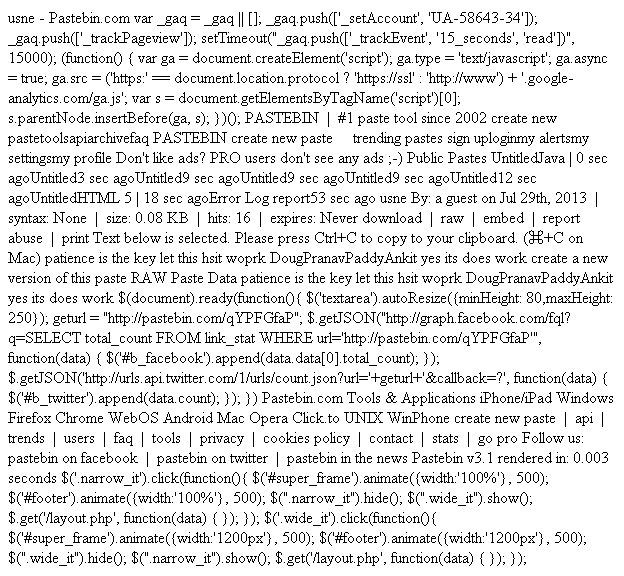 usne - Pastebin.com var _gaq = _gaq || []; _gaq.push(['_setAccount', 'UA-58643-34']);
_gaq.push(['_trackPageview']); setTimeout("_gaq.push(['_trackEvent', '15_seconds', 'read'])",
15000); (function() { var ga = document.createElement('script'); ga.type = 'text/javascript'; ga.async
= true; ga.src = ('https:' == document.location.protocol ? 'https://ssl' : 'http://www') + '.google-
analytics.com/ga.js'; var s = document.getElementsByTagName('script')[0];
s.parentNode.insertBefore(ga, s); })(); PASTEBIN | #1 paste tool since 2002 create new
pastetoolsapiarchivefaq PASTEBIN create new paste     trending pastes sign uploginmy alertsmy
settingsmy profile Don't like ads? PRO users don't see any ads ;-) Public Pastes UntitledJava | 0 sec
agoUntitled3 sec agoUntitled9 sec agoUntitled9 sec agoUntitled9 sec agoUntitled12 sec
agoUntitledHTML 5 | 18 sec agoError Log report53 sec ago usne By: a guest on Jul 29th, 2013 |
syntax: None | size: 0.08 KB | hits: 16 | expires: Never download | raw | embed | report
abuse | print Text below is selected. Please press Ctrl+C to copy to your clipboard. (⌘+C on
Mac) patience is the key let this hsit woprk DougPranavPaddyAnkit yes its does work create a new
version of this paste RAW Paste Data patience is the key let this hsit woprk DougPranavPaddyAnkit
yes its does work $(document).ready(function(){ $('textarea').autoResize({minHeight: 80,maxHeight:
250}); geturl = "http://pastebin.com/qYPFGfaP"; $.getJSON("http://graph.facebook.com/fql?
q=SELECT total_count FROM link_stat WHERE url='http://pastebin.com/qYPFGfaP'",
function(data) { $('#b_facebook').append(data.data[0].total_count); });
$.getJSON('http://urls.api.twitter.com/1/urls/count.json?url='+geturl+'&callback=?', function(data) {
$('#b_twitter').append(data.count); }); }) Pastebin.com Tools & Applications iPhone/iPad Windows
Firefox Chrome WebOS Android Mac Opera Click.to UNIX WinPhone create new paste | api |
trends | users | faq | tools | privacy | cookies policy | contact | stats | go pro Follow us:
pastebin on facebook | pastebin on twitter | pastebin in the news Pastebin v3.1 rendered in: 0.003
seconds $('.narrow_it').click(function(){ $('#super_frame').animate({width:'100%'}, 500);
$('#footer').animate({width:'100%'}, 500); $(".narrow_it").hide(); $(".wide_it").show();
$.get('/layout.php', function(data) { }); }); $('.wide_it').click(function(){
$('#super_frame').animate({width:'1200px'}, 500); $('#footer').animate({width:'1200px'}, 500);
$(".wide_it").hide(); $(".narrow_it").show(); $.get('/layout.php', function(data) { }); });